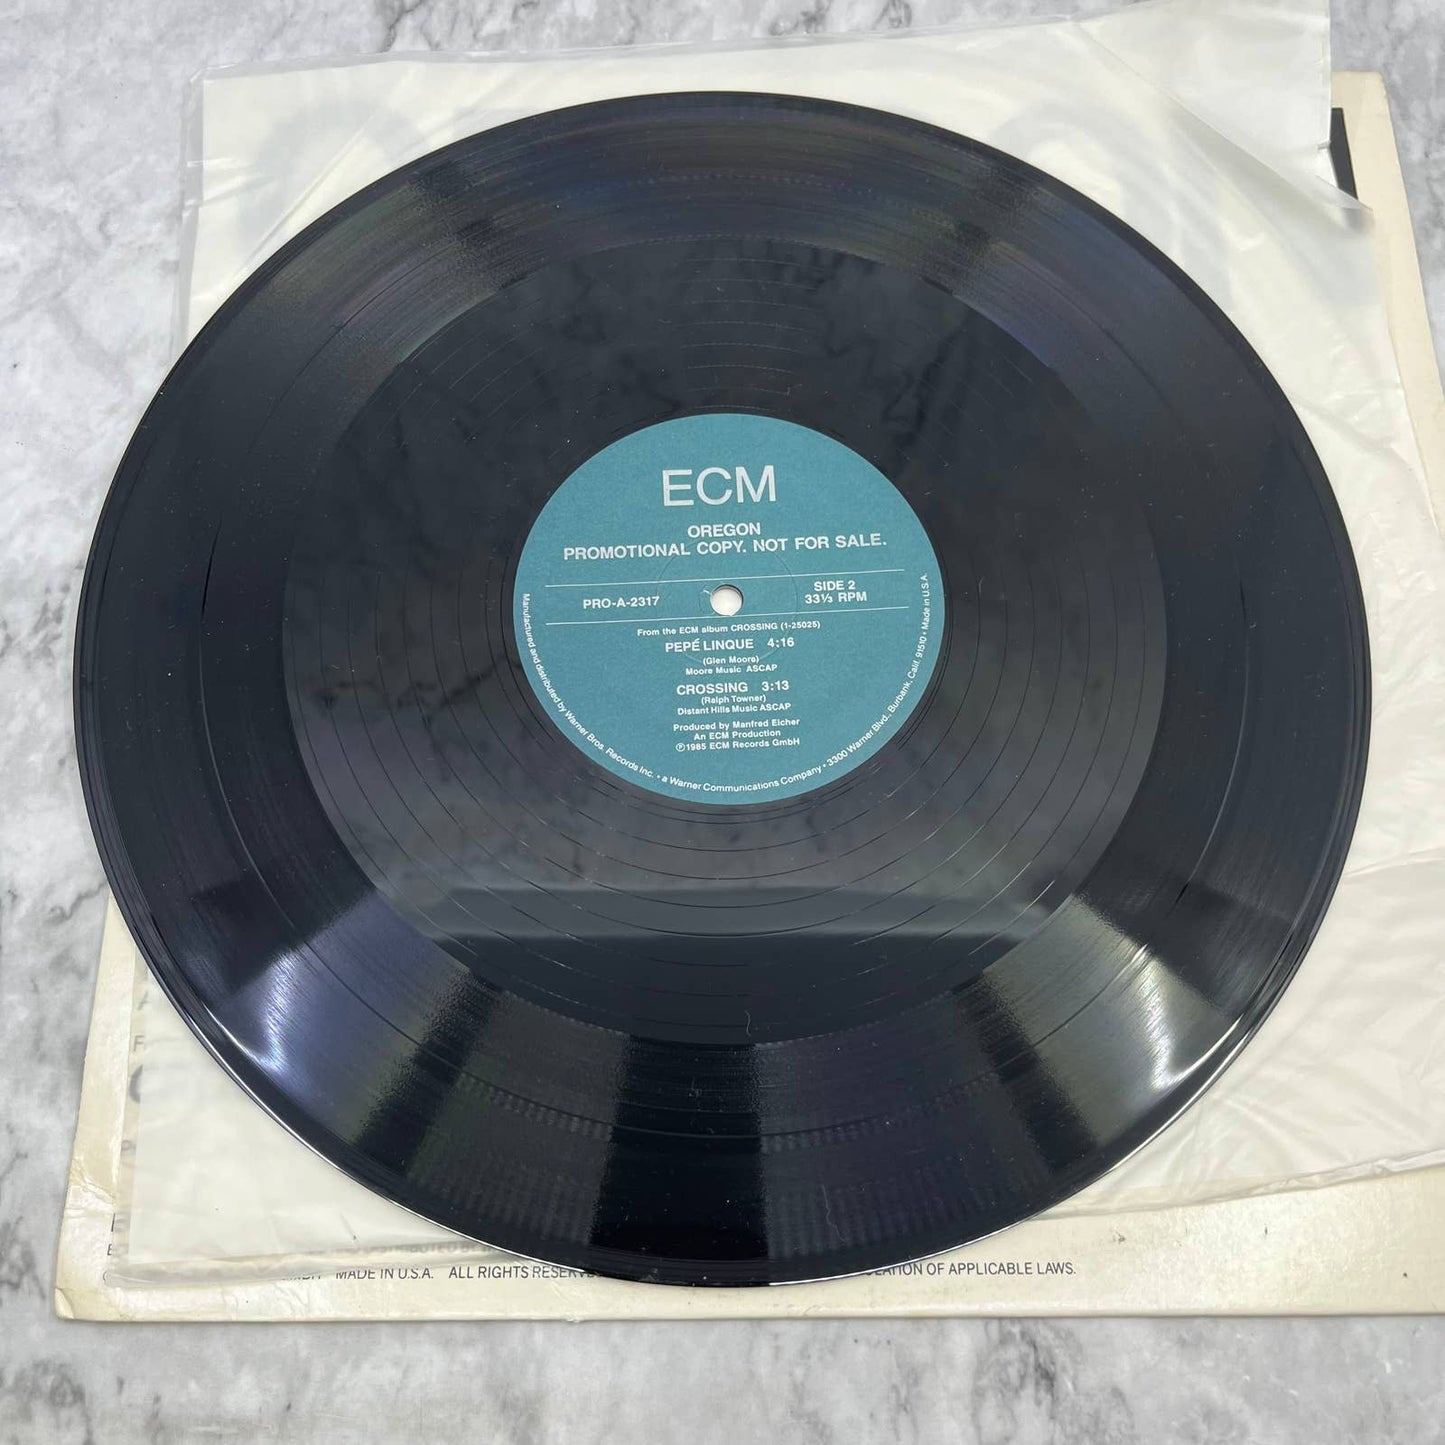 ECM
OREGON
PROMOTIONAL COPY. NOT FOR SALE.
PRO-A-2317
SIDE 2
33⅓ RPM
From the ECM album CROSSING (1-25025)
PEPÉ LINQUE 4:16
(Glen Moore)
Moore Music ASCAP
CROSSING 3:13
(Ralph Towner)
Distant Hills Music ASCAP
Produced by Manfred Eicher
An ECM Production
℗1985 ECM Records GmbH
Manufactured and distributed by Warner Bros. Records Inc. • a Warner Communications Company • 3300 Warner Blvd., Burbank, Calif. 91510 • Made in U.S.A.
MADE IN U.S.A. ALL RIGHTS OF APPLICABLE LAWS.